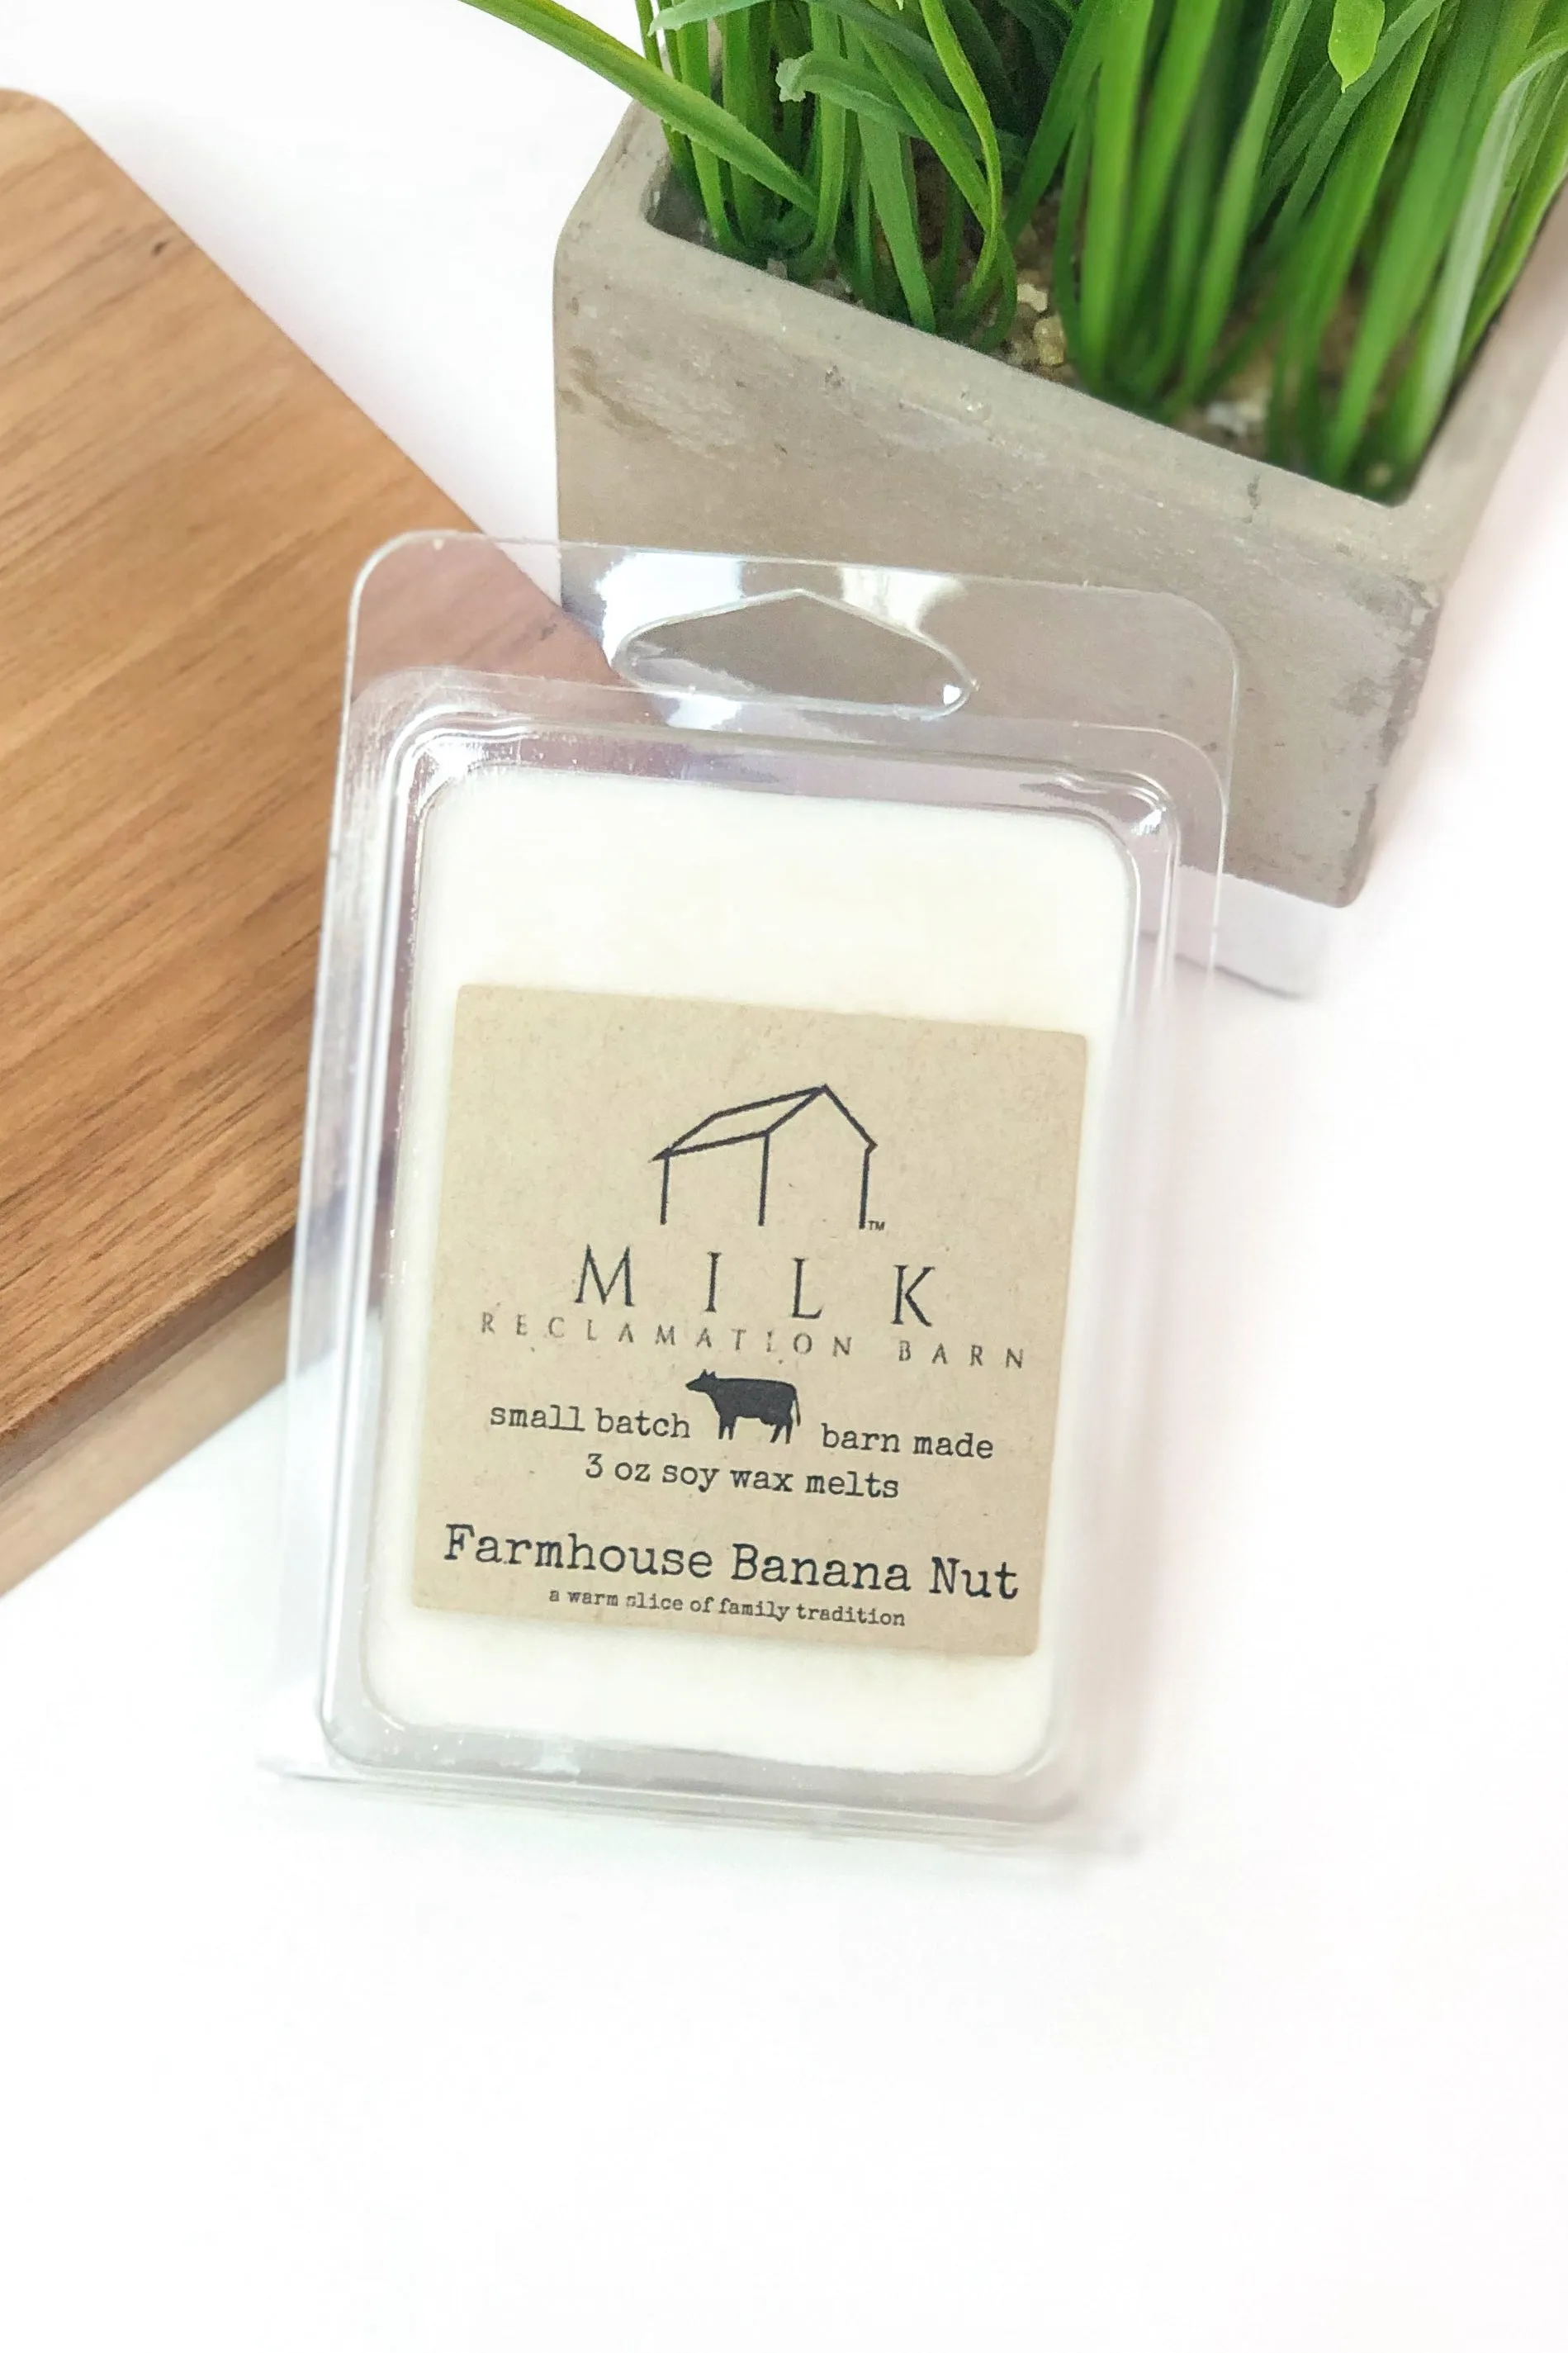 TM
MILK
RECLAMATION BARN
small batch barn made
3 oz soy wax melts
Farmhouse Banana Nut
a warm slice of family tradition